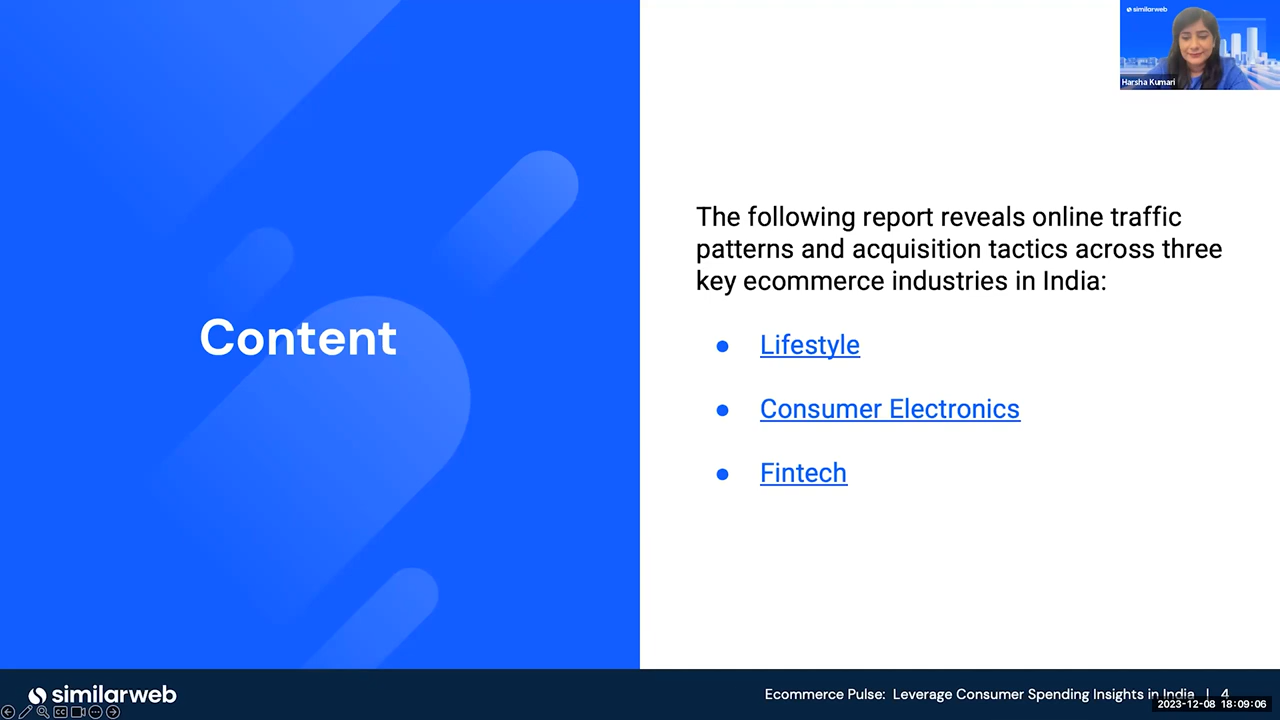 similarweb
Harsha Kumari
The following report reveals online traffic
patterns and acquisition tactics across three
key ecommerce industries in India:
Content
● Lifestyle
● Consumer Electronics
● Fintech
similarweb
Ecommerce Pulse: Leverage Consumer Spending Insights in India | 4
CC
2023-12-08 18:09:06